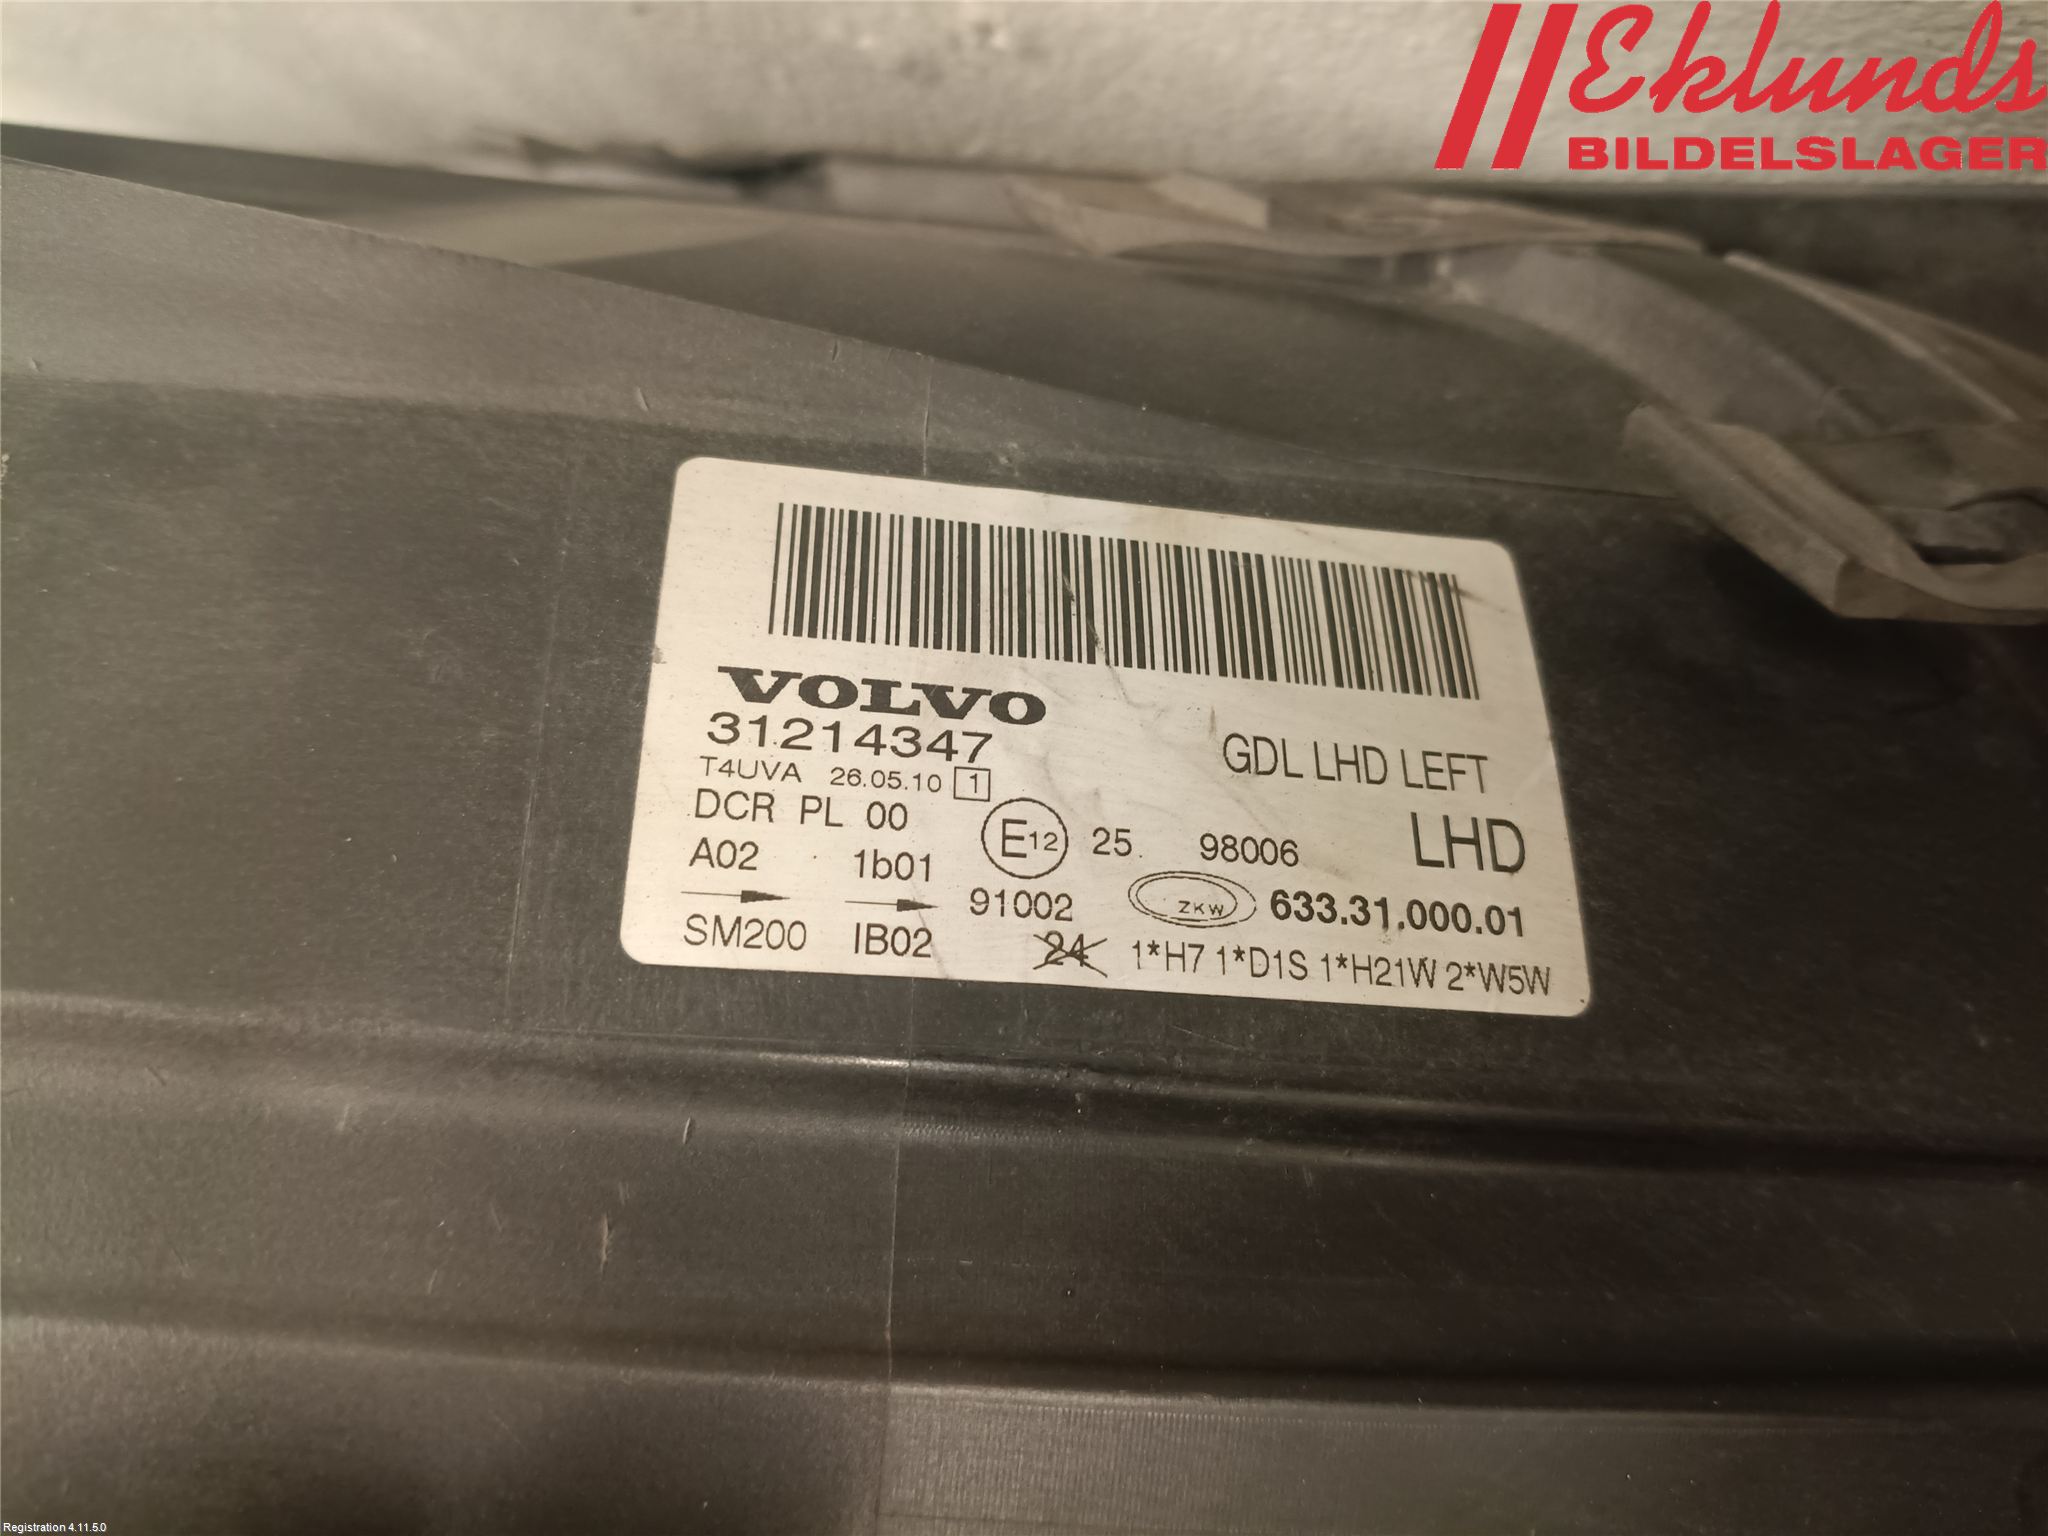 Eklunds
BILDELSLAGER
VOLVO
31214347
GDL LHD LEFT
T4UVA 26.05.10 1
DCR PL 00
E12 25. 98006 LHD
A02 1b01
91002 ZKW 633.31.000.01
SM200 IB02
24 1*H7 1*D1S 1*H21W 2*W5W
Registration 4.11.5.0